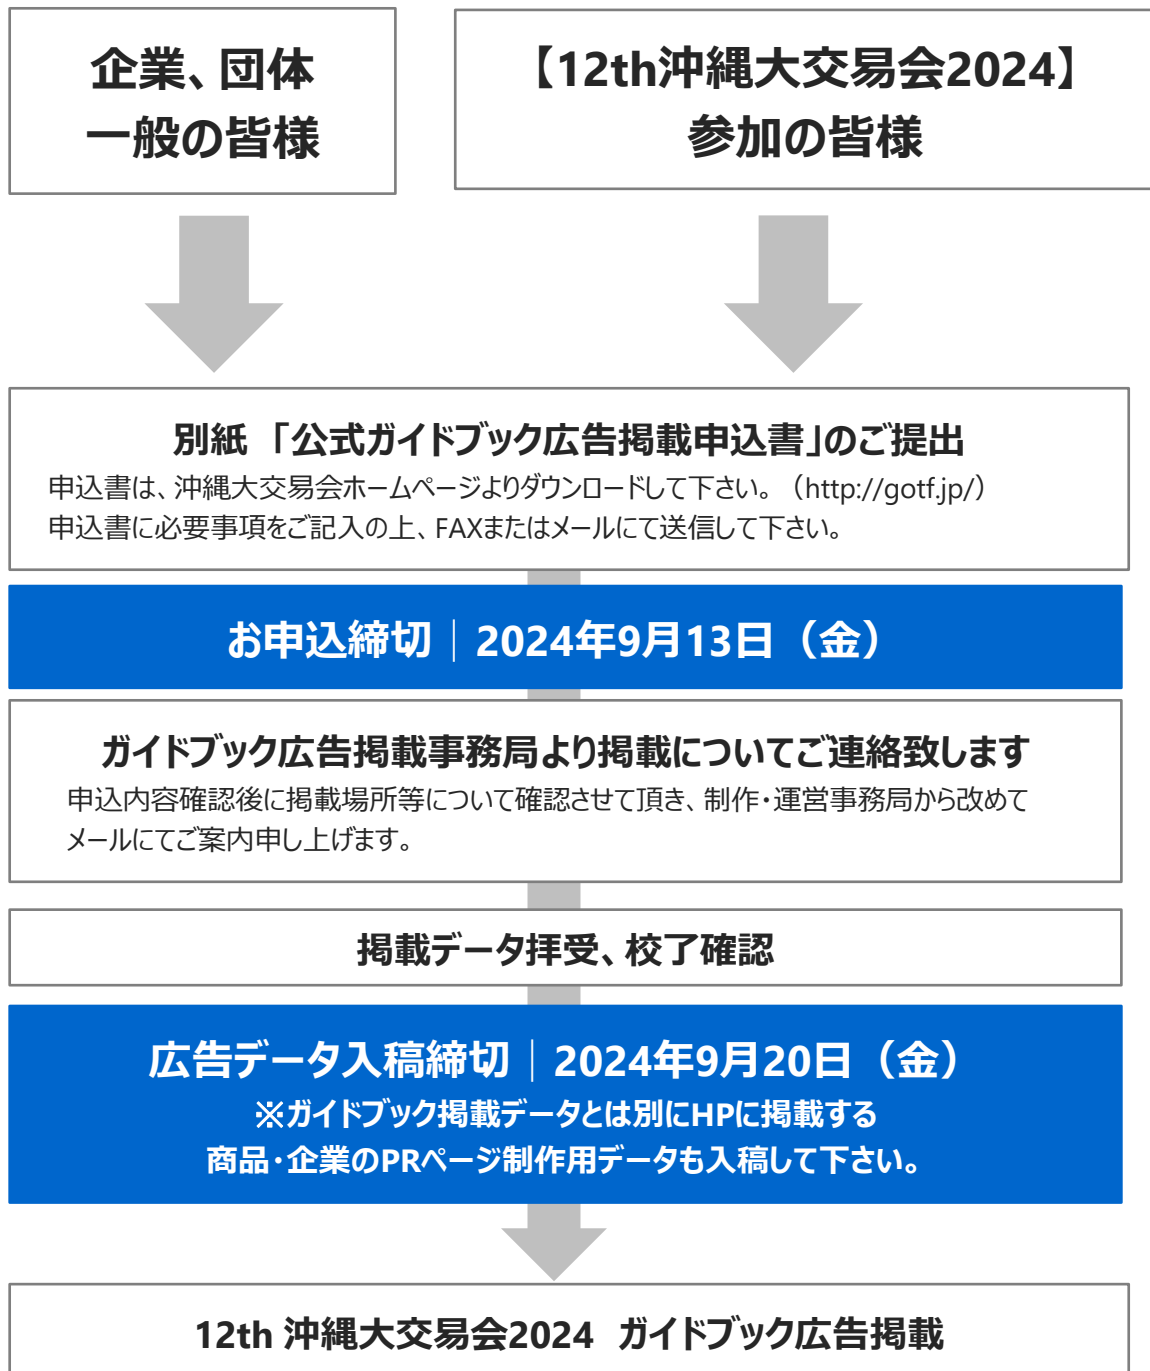 企業、団体
一般の皆様
【12th沖縄大交易会2024】
参加の皆様
別紙 「公式ガイドブック広告掲載申込書」のご提出
申込書は、沖縄大交易会ホームページよりダウンロードして下さい。（http://gotf.jp/）
申込書に必要事項をご記入の上、FAXまたはメールにて送信して下さい。
お申込締切｜2024年9月13日（金）
ガイドブック広告掲載事務局より掲載についてご連絡致します
申込内容確認後に掲載場所等について確認させて頂き、制作・運営事務局から改めて
メールにてご案内申し上げます。
掲載データ拝受、校了確認
広告データ入稿締切｜2024年9月20日（金）
※ガイドブック掲載データとは別にHPに掲載する
商品・企業のPRページ制作用データも入稿して下さい。
12th 沖縄大交易会2024 ガイドブック広告掲載